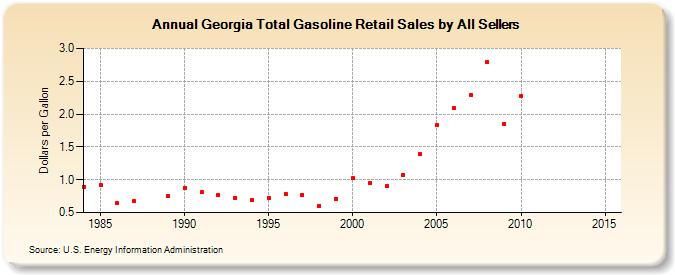 Annual Georgia Total Gasoline Retail Sales by All Sellers
Dollars per Gallon
3.0
2.5
2.0
1.5
1.0
0.5
1985 1990 1995 2000 2005 2010 2015
Source: U.S. Energy Information Administration